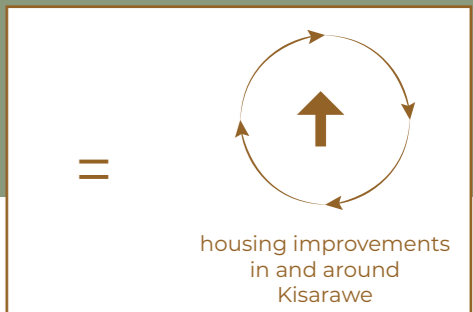 =
housing improvements
in and around
Kisarawe